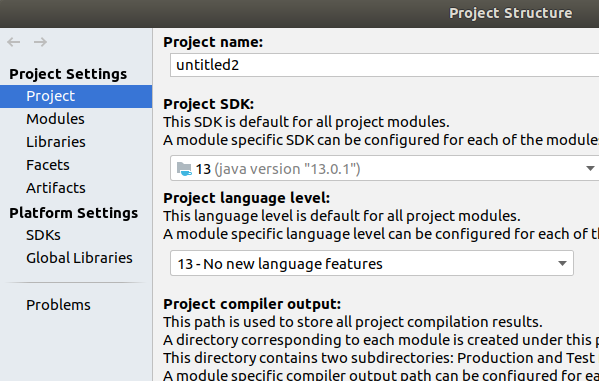 Project Structure
Project Settings
Project
Modules
Libraries
Facets
Artifacts
Platform Settings
SDKs
Global Libraries
Problems
Project name:
untitled2
Project SDK:
This SDK is default for all project modules.
A module specific SDK can be configured for each of the modules
13 (java version "13.0.1")
Project language level:
This language level is default for all project modules.
A module specific language level can be configured for each of
13 - No new language features
Project compiler output:
This path is used to store all project compilation results.
A directory corresponding to each module is created under this
This directory contains two subdirectories: Production and Test
A module specific compiler output path can be configured for